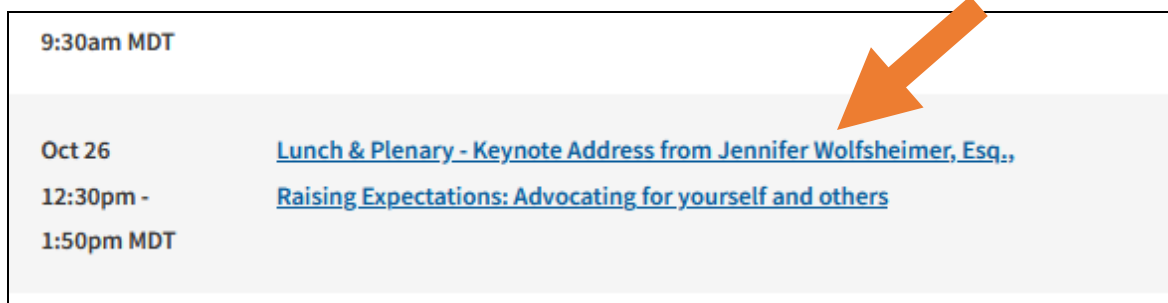 9:30am MDT
Oct 26
Lunch & Plenary - Keynote Address from Jennifer Wolfsheimer, Esq.,
12:30pm -
Raising Expectations: Advocating for yourself and others
1:50pm MDT